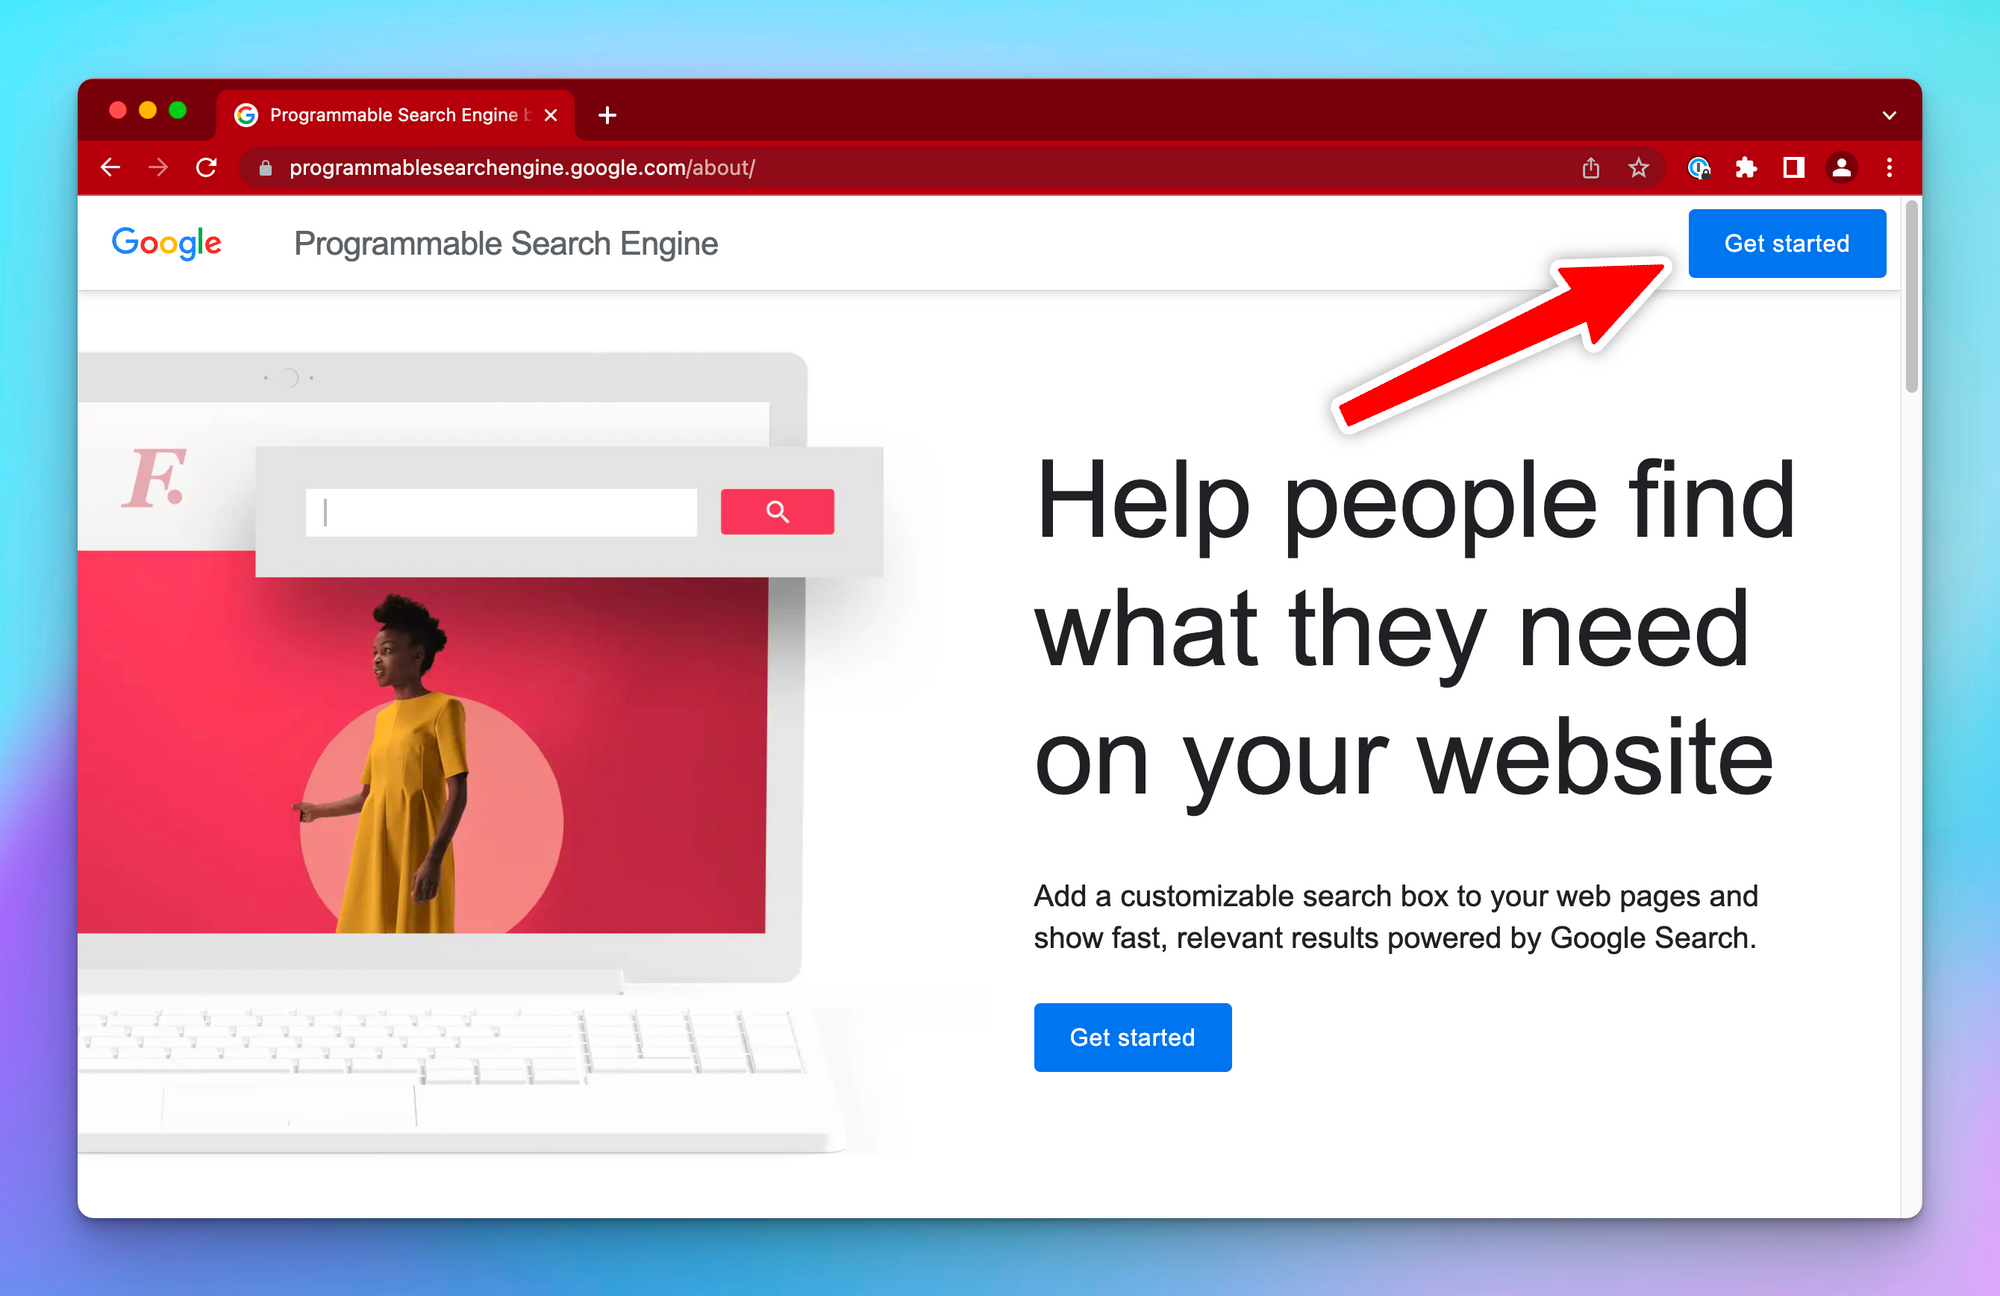 Programmable Search Engine b
programmablesearchengine.google.com/about/
Google
Programmable Search Engine
Get started
F.
Help people find
what they need
on your website
Add a customizable search box to your web pages and
show fast, relevant results powered by Google Search.
Get started